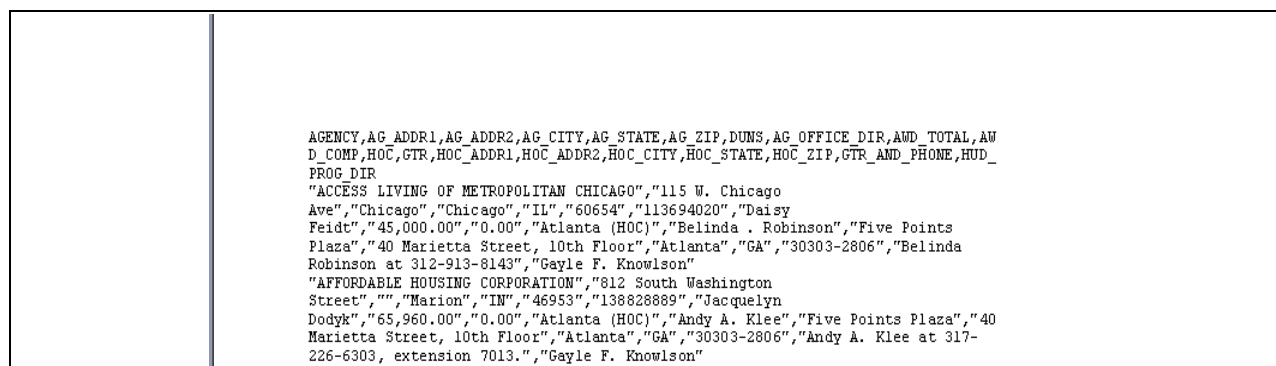 AGENCY,AG_ADDR1,AG_ADDR2,AG_CITY,AG_STATE,AG_ZIP,DUNS,AG_OFFICE_DIR,AWD_TOTAL,AW
D_COMP,HOC,GTR,HOC_ADDR1,HOC_ADDR2,HOC_CITY,HOC_STATE,HOC_ZIP,GTR_AND_PHONE,HUD_
PROG_DIR
"ACCESS LIVING OF METROPOLITAN CHICAGO","115 W. Chicago
Ave","Chicago","Chicago","IL","60654","113694020","Daisy
Feidt","45,000.00","0.00","Atlanta (HOC)","Belinda . Robinson","Five Points
Plaza","40 Marietta Street, 10th Floor","Atlanta","GA","30303-2806","Belinda
Robinson at 312-913-8143","Gayle F. Knowlson"
"AFFORDABLE HOUSING CORPORATION","812 South Washington
Street","","Marion","IN","46953","138828889","Jacquelyn
Dodyk","65,960.00","0.00","Atlanta (HOC)","Andy A. Klee","Five Points Plaza","40
Marietta Street, 10th Floor","Atlanta","GA","30303-2806","Andy A. Klee at 317-
226-6303, extension 7013.","Gayle F. Knowlson"